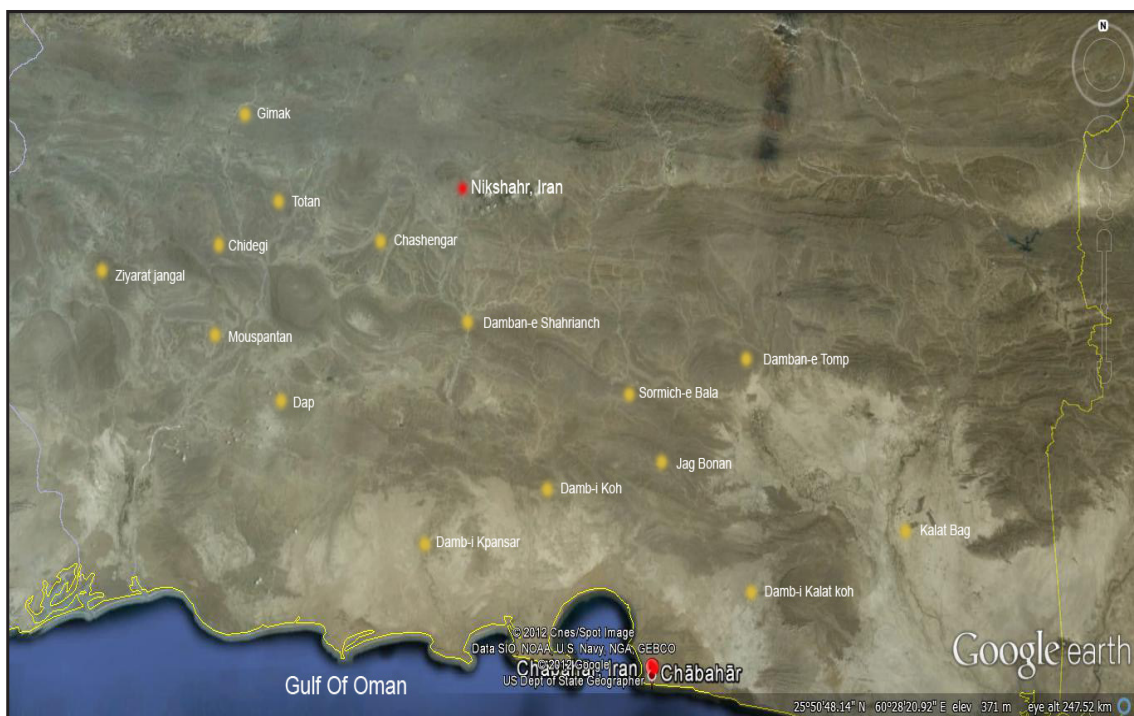 N
Gimak
Nikshahr, Iran
Totan
Chashengar
Chidegi
Ziyarat jangal
Damban-e Shahrianch
Mouspantan
Damban-e Tomp
Sormich-e Bala
Dap
Jag Bonan
Damb-i Koh
Kalat Bag
Damb-i Kpansar
Damb-i Kalat koh
© 2012 Cnes/Spot Image
Data SIO, NOAA, U.S. Navy, NGA, GEBCO
© 2012 Google
Chabahar, Iran
Chābahār
US Dept of State Geographer
Gulf Of Oman
Google earth
25°50'48.14" N 60°28'20.92" E elev 371 m eye alt 247.52 km